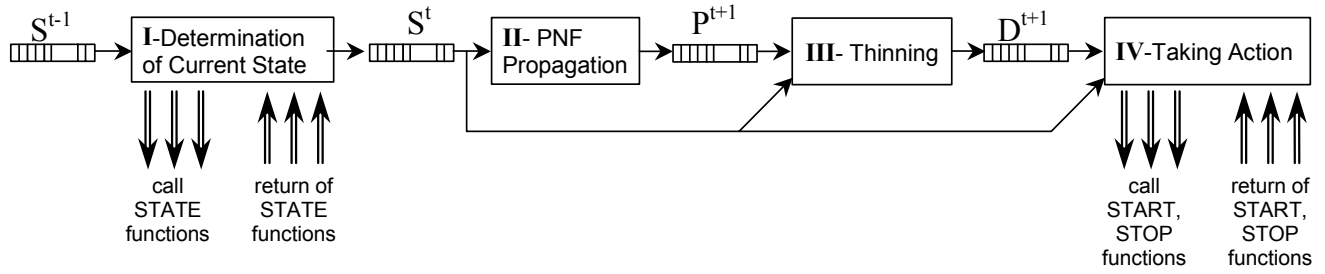 S^t-1
I-Determination
of Current State
S^t
II- PNF
Propagation
P^t+1
III- Thinning
D^t+1
IV-Taking Action
call
STATE
functions
return of
STATE
functions
call
START,
STOP
functions
return of
START,
STOP
functions